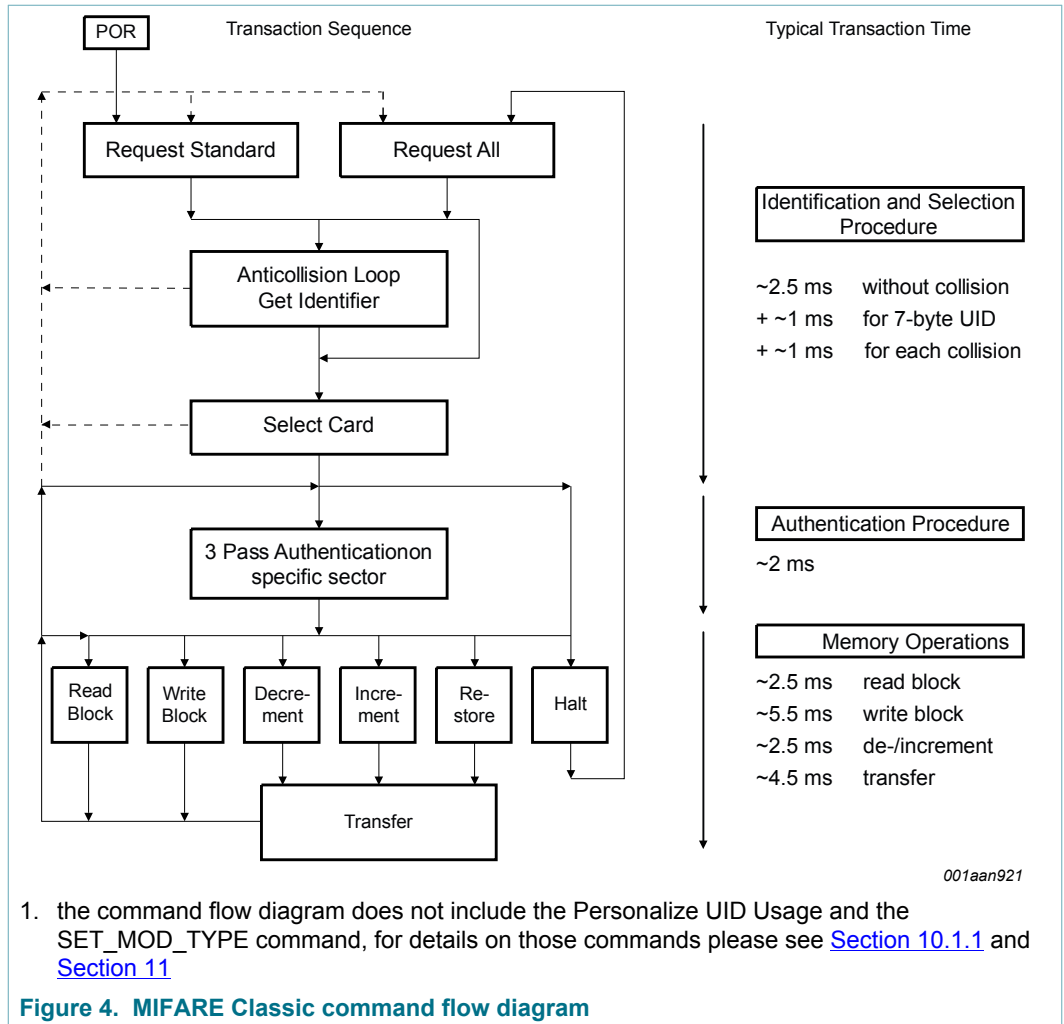 POR
Transaction Sequence
Typical Transaction Time
Request Standard
Request All
Identification and Selection
Procedure
Anticollision Loop
Get Identifier
~2.5 ms without collision
+ ~1 ms for 7-byte UID
+ ~1 ms for each collision
Select Card
Authentication Procedure
3 Pass Authenticationon
specific sector
~2 ms
Memory Operations
Read
Block
Write
Block
Decre-
ment
Incre-
ment
Re-
store
Halt
~2.5 ms read block
~5.5 ms write block
~2.5 ms de-/increment
~4.5 ms transfer
Transfer
001aan921
1. the command flow diagram does not include the Personalize UID Usage and the
SET_MOD_TYPE command, for details on those commands please see Section 10.1.1 and
Section 11
Figure 4. MIFARE Classic command flow diagram